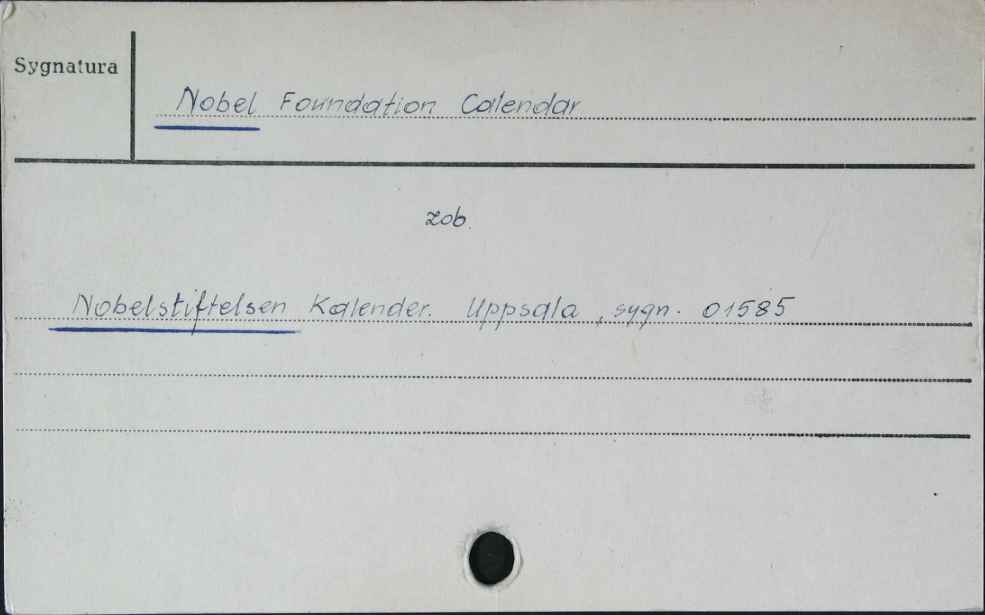 Sygnatura
Nobel Foundation Calendar
zob.
Nobelstiftelsen Kalender. Uppsala, sygn. 01585